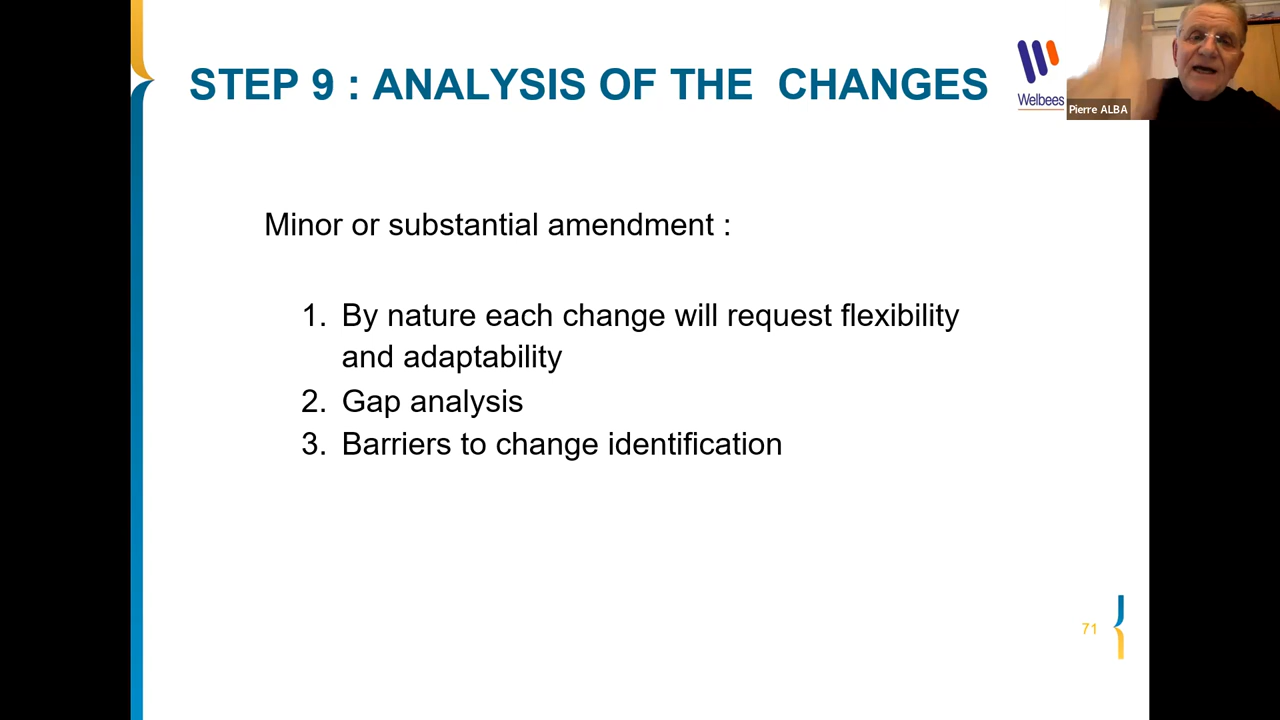 STEP 9 : ANALYSIS OF THE  CHANGES
Welbees
Pierre ALBA
Minor or substantial amendment :
1. By nature each change will request flexibility
and adaptability
2. Gap analysis
3. Barriers to change identification
71